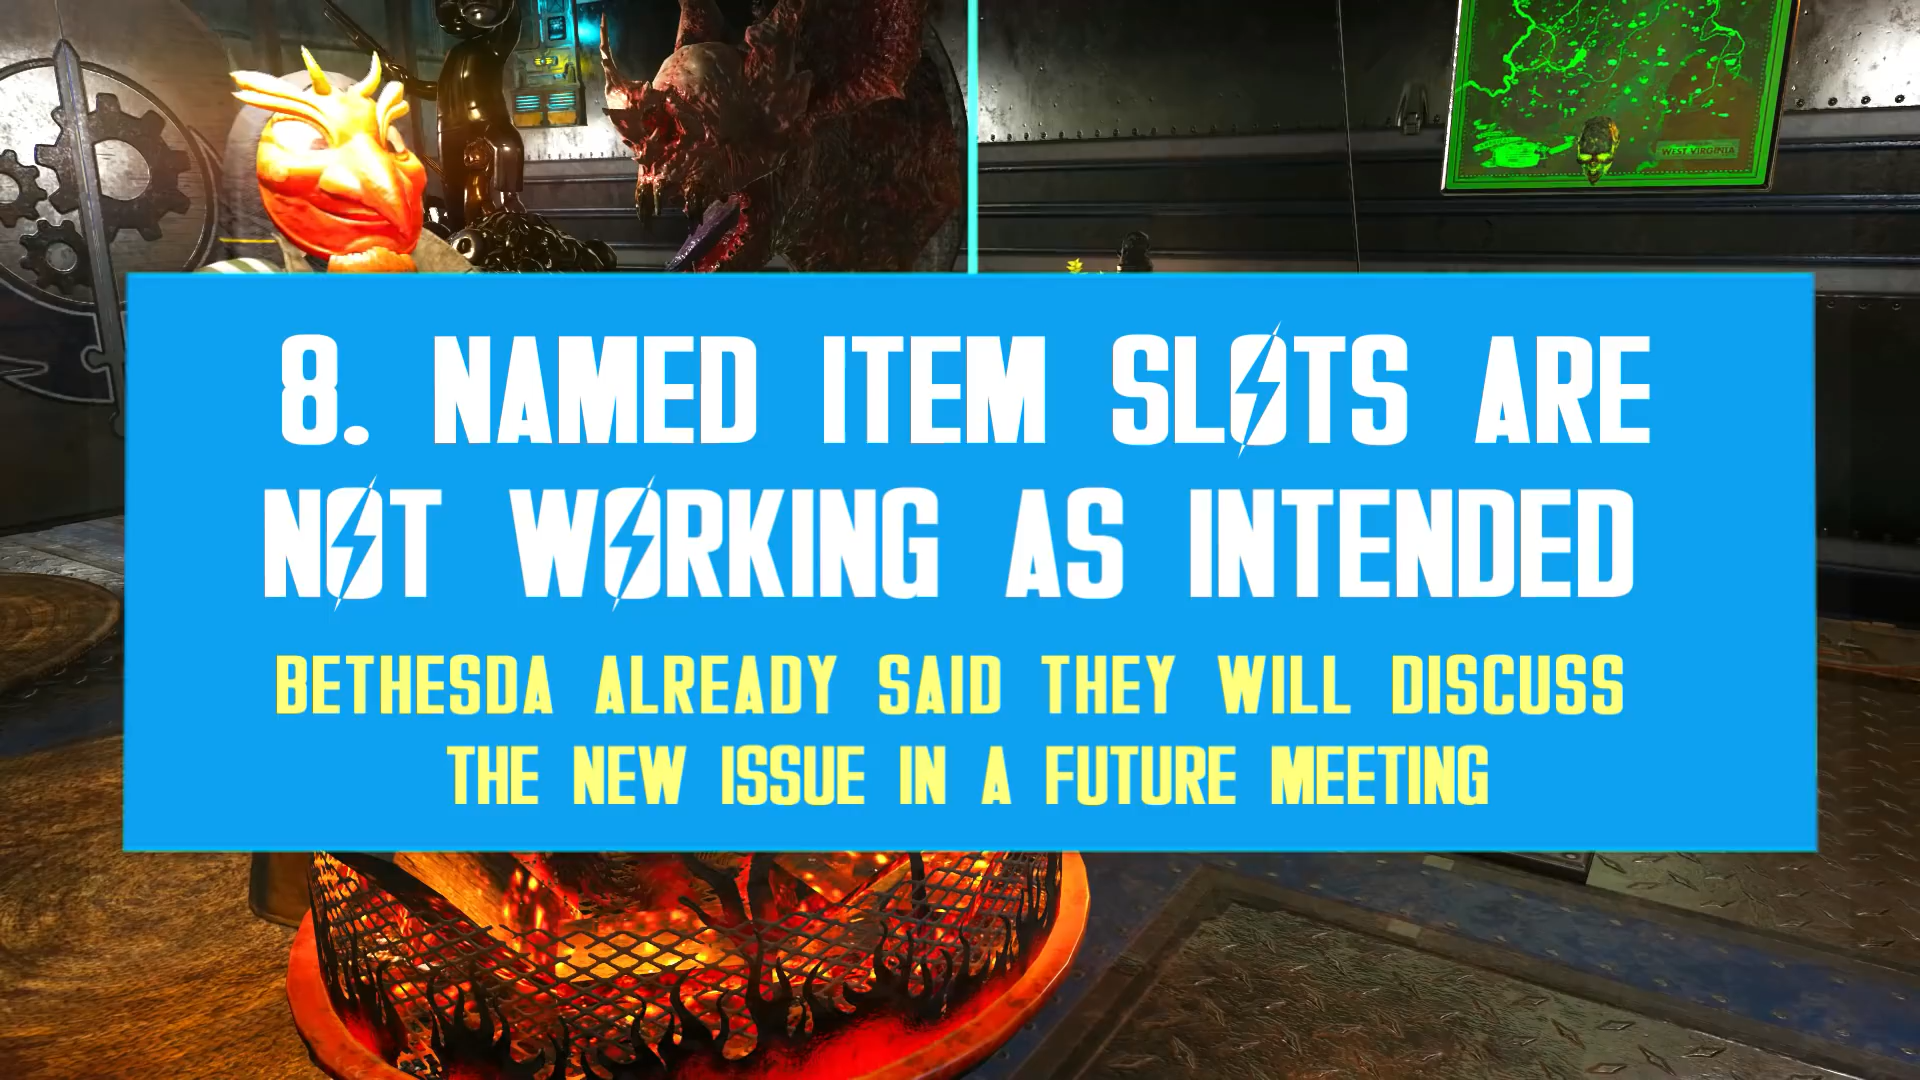 WEST VIRGINIA
8. NAMED ITEM SLOTS ARE
NOT WORKING AS INTENDED
BETHESDA ALREADY SAID THEY WILL DISCUSS
THE NEW ISSUE IN A FUTURE MEETING